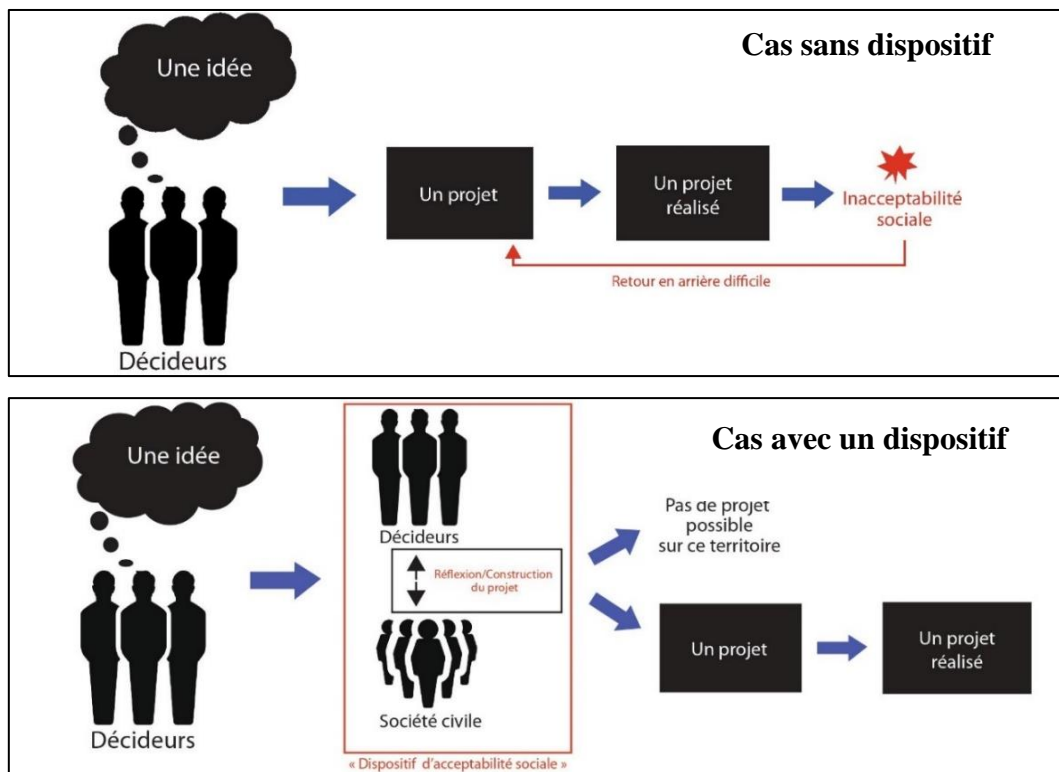 Cas sans dispositif
Une idée
Un projet
Un projet
réalisé
Inacceptabilité
sociale
Retour en arrière difficile
Décideurs
Cas avec un dispositif
Une idée
Décideurs
Réflexion/Construction
du projet
Société civile
« Dispositif d'acceptabilité sociale »
Pas de projet
possible
sur ce territoire
Un projet
Un projet
réalisé
Décideurs